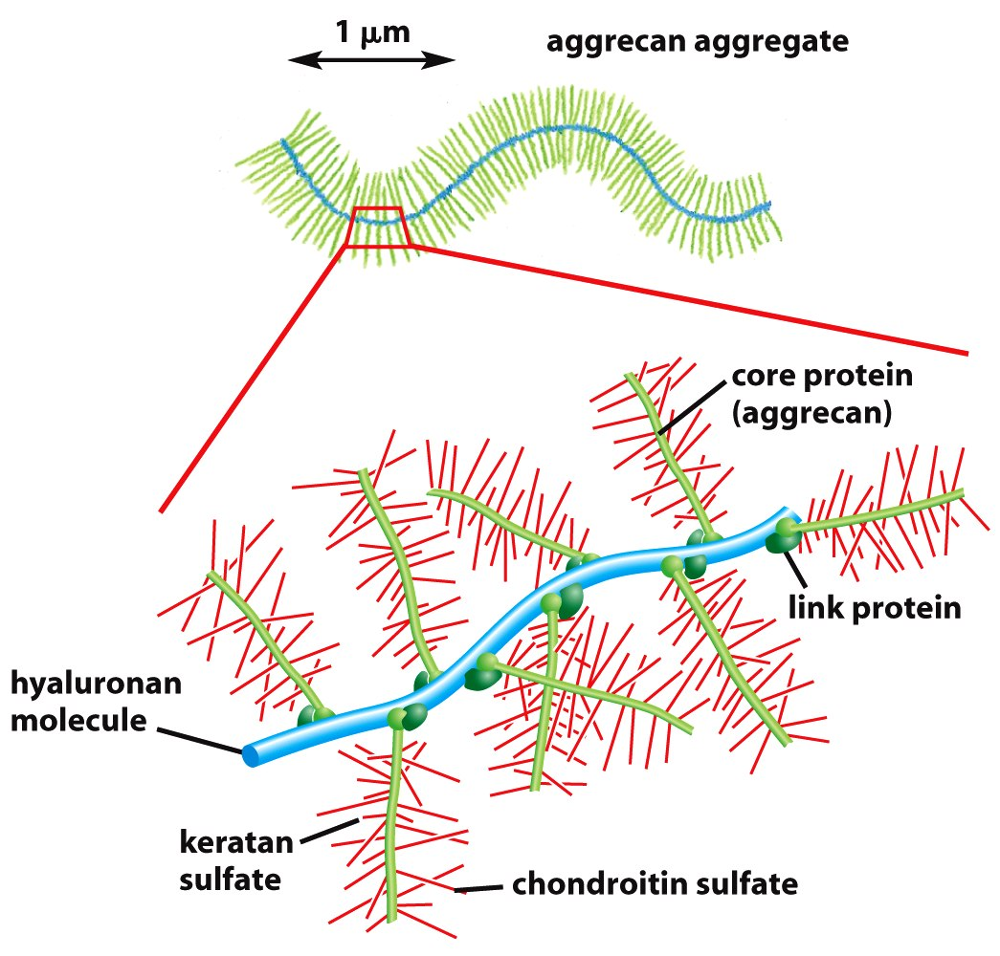 1 μm
aggrecan aggregate
core protein
(aggrecan)
link protein
hyaluronan
molecule
keratan
sulfate
chondroitin sulfate